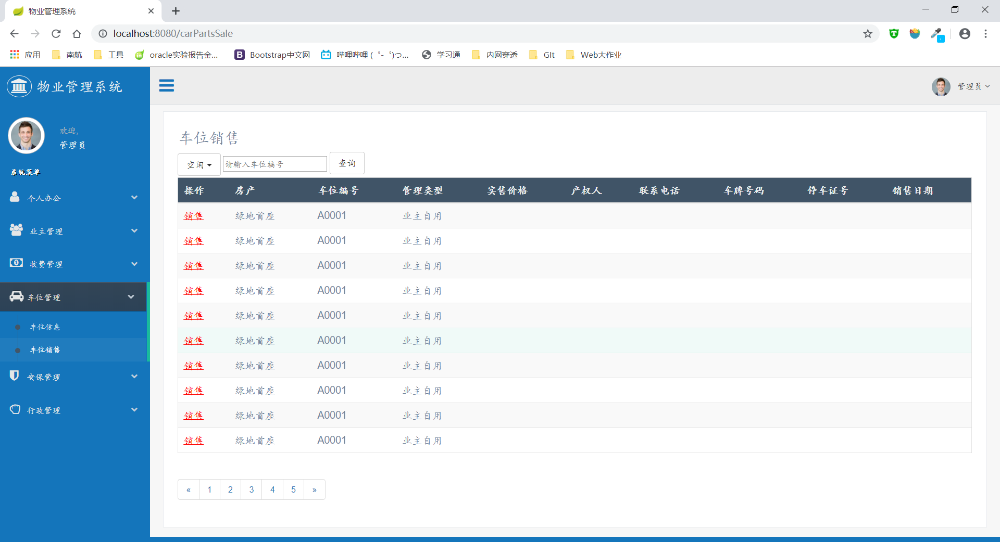 物业管理系统
localhost:8080/carPartsSale
应用 南航 工具 oracle实验报告金... Bootstrap中文网 哔哩哔哩 ( ゜- ゜)つ... 学习通 内网穿透 GIt Web大作业
物业管理系统
管理员
欢迎,
管理员
系统菜单
个人办公
业主管理
收费管理
车位管理
车位信息
车位销售
安保管理
行政管理
车位销售
空闲 请输入车位编号 查询
操作 房产 车位编号 管理类型 实售价格 产权人 联系电话 车牌号码 停车证号 销售日期
销售 绿地首座 A0001 业主自用
销售 绿地首座 A0001 业主自用
销售 绿地首座 A0001 业主自用
销售 绿地首座 A0001 业主自用
销售 绿地首座 A0001 业主自用
销售 绿地首座 A0001 业主自用
销售 绿地首座 A0001 业主自用
销售 绿地首座 A0001 业主自用
销售 绿地首座 A0001 业主自用
销售 绿地首座 A0001 业主自用
« 1 2 3 4 5 »